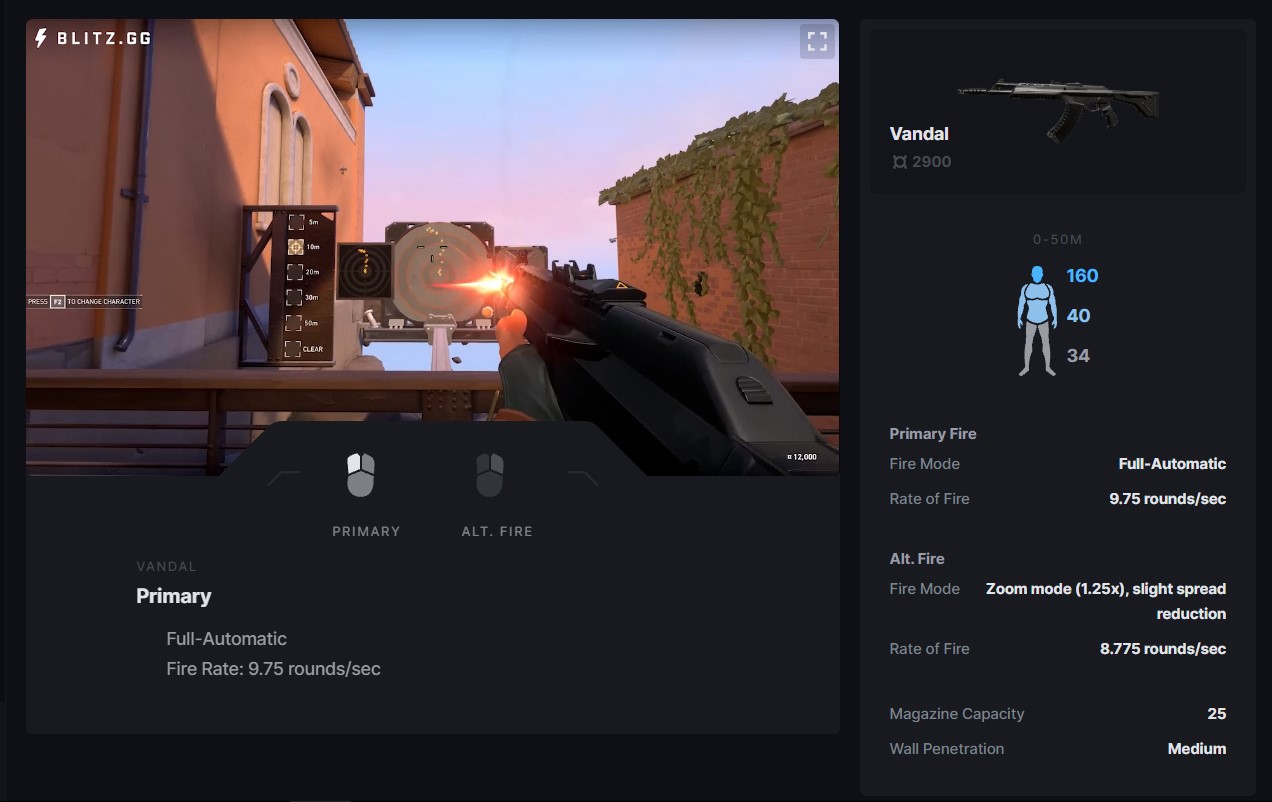 BLITZ.GG
5m
10m
20m
30m
50m
CLEAR
PRESS F2 TO CHANGE CHARACTER
¤ 12,000
PRIMARY
ALT. FIRE
VANDAL
Primary
Full-Automatic
Fire Rate: 9.75 rounds/sec
Vandal
2900
0-50M
160
40
34
Primary Fire
Fire Mode Full-Automatic
Rate of Fire 9.75 rounds/sec
Alt. Fire
Fire Mode Zoom mode (1.25x), slight spread
reduction
Rate of Fire 8.775 rounds/sec
Magazine Capacity 25
Wall Penetration Medium